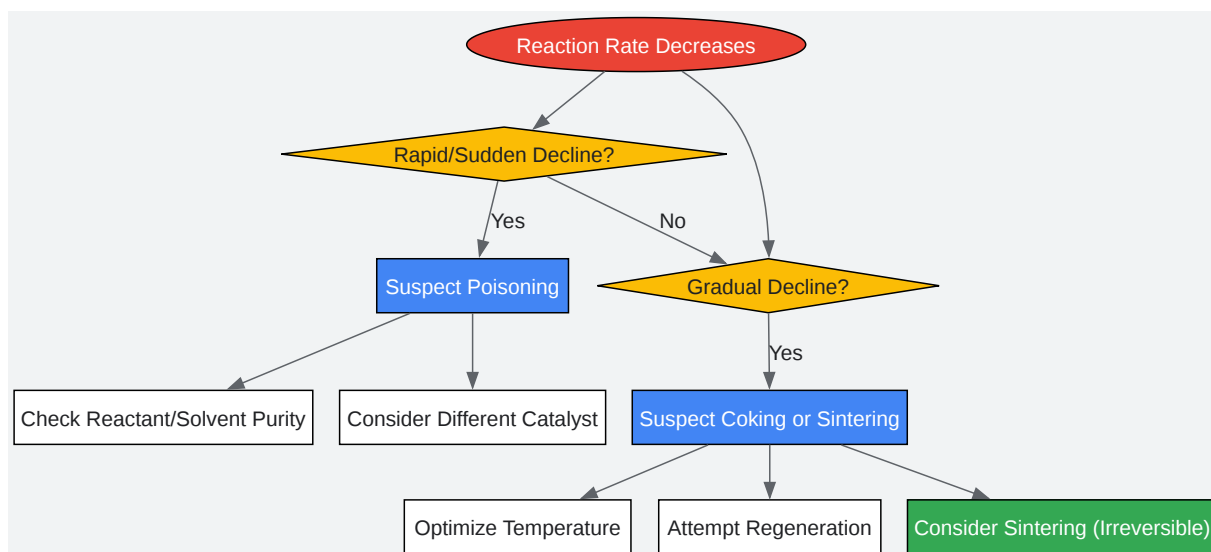 Reaction Rate Decreases
Rapid/Sudden Decline?
Yes
No
Suspect Poisoning
Gradual Decline?
Yes
Check Reactant/Solvent Purity
Consider Different Catalyst
Suspect Coking or Sintering
Optimize Temperature
Attempt Regeneration
Consider Sintering (Irreversible)